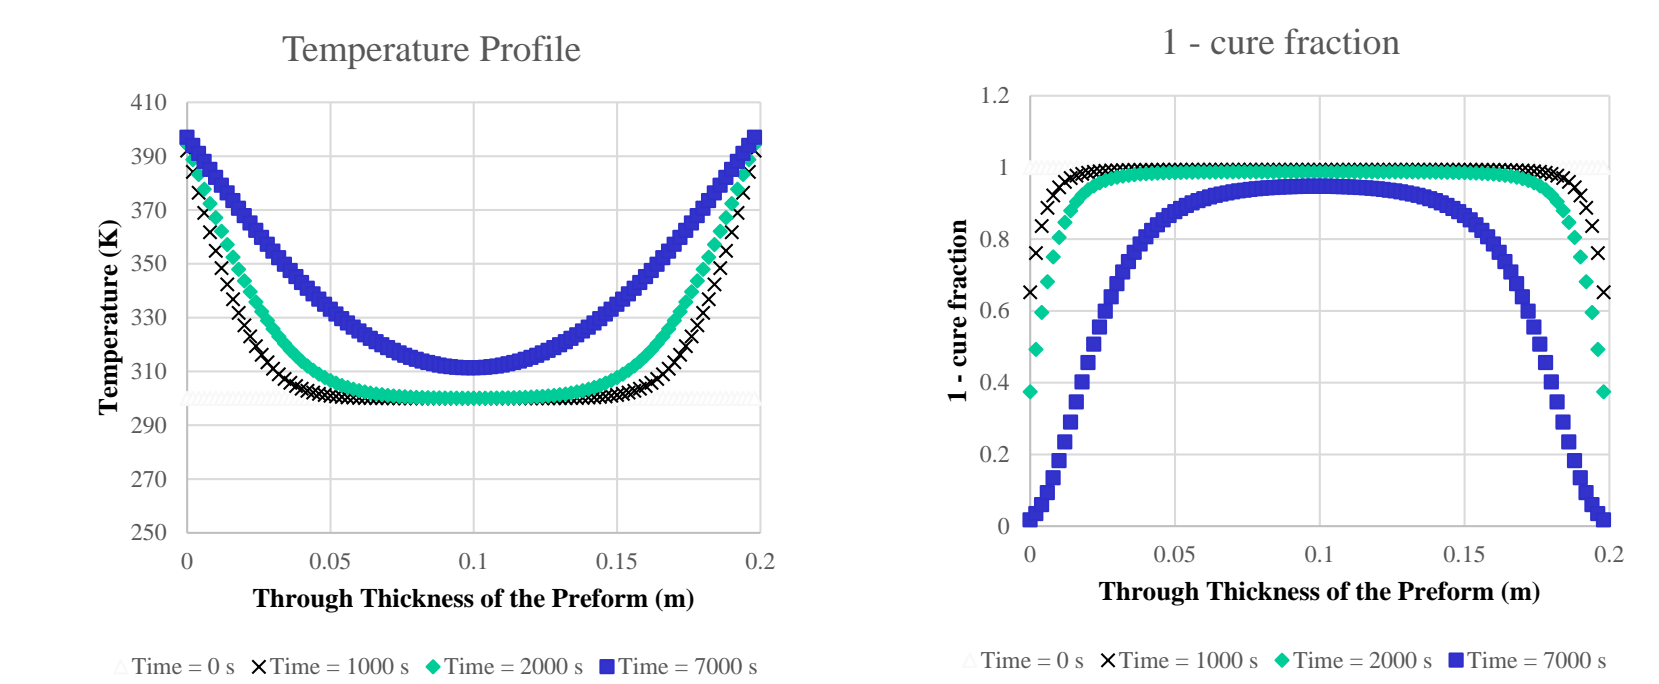 Temperature Profile
410
390
370
350
330
310
290
270
250
Temperature (K)
0
0.05
0.1
0.15
0.2
Through Thickness of the Preform (m)
Time = 0 s
Time = 1000 s
Time = 2000 s
Time = 7000 s
1 - cure fraction
1.2
1
0.8
0.6
0.4
0.2
0
1 - cure fraction
0
0.05
0.1
0.15
0.2
Through Thickness of the Preform (m)
Time = 0 s
Time = 1000 s
Time = 2000 s
Time = 7000 s